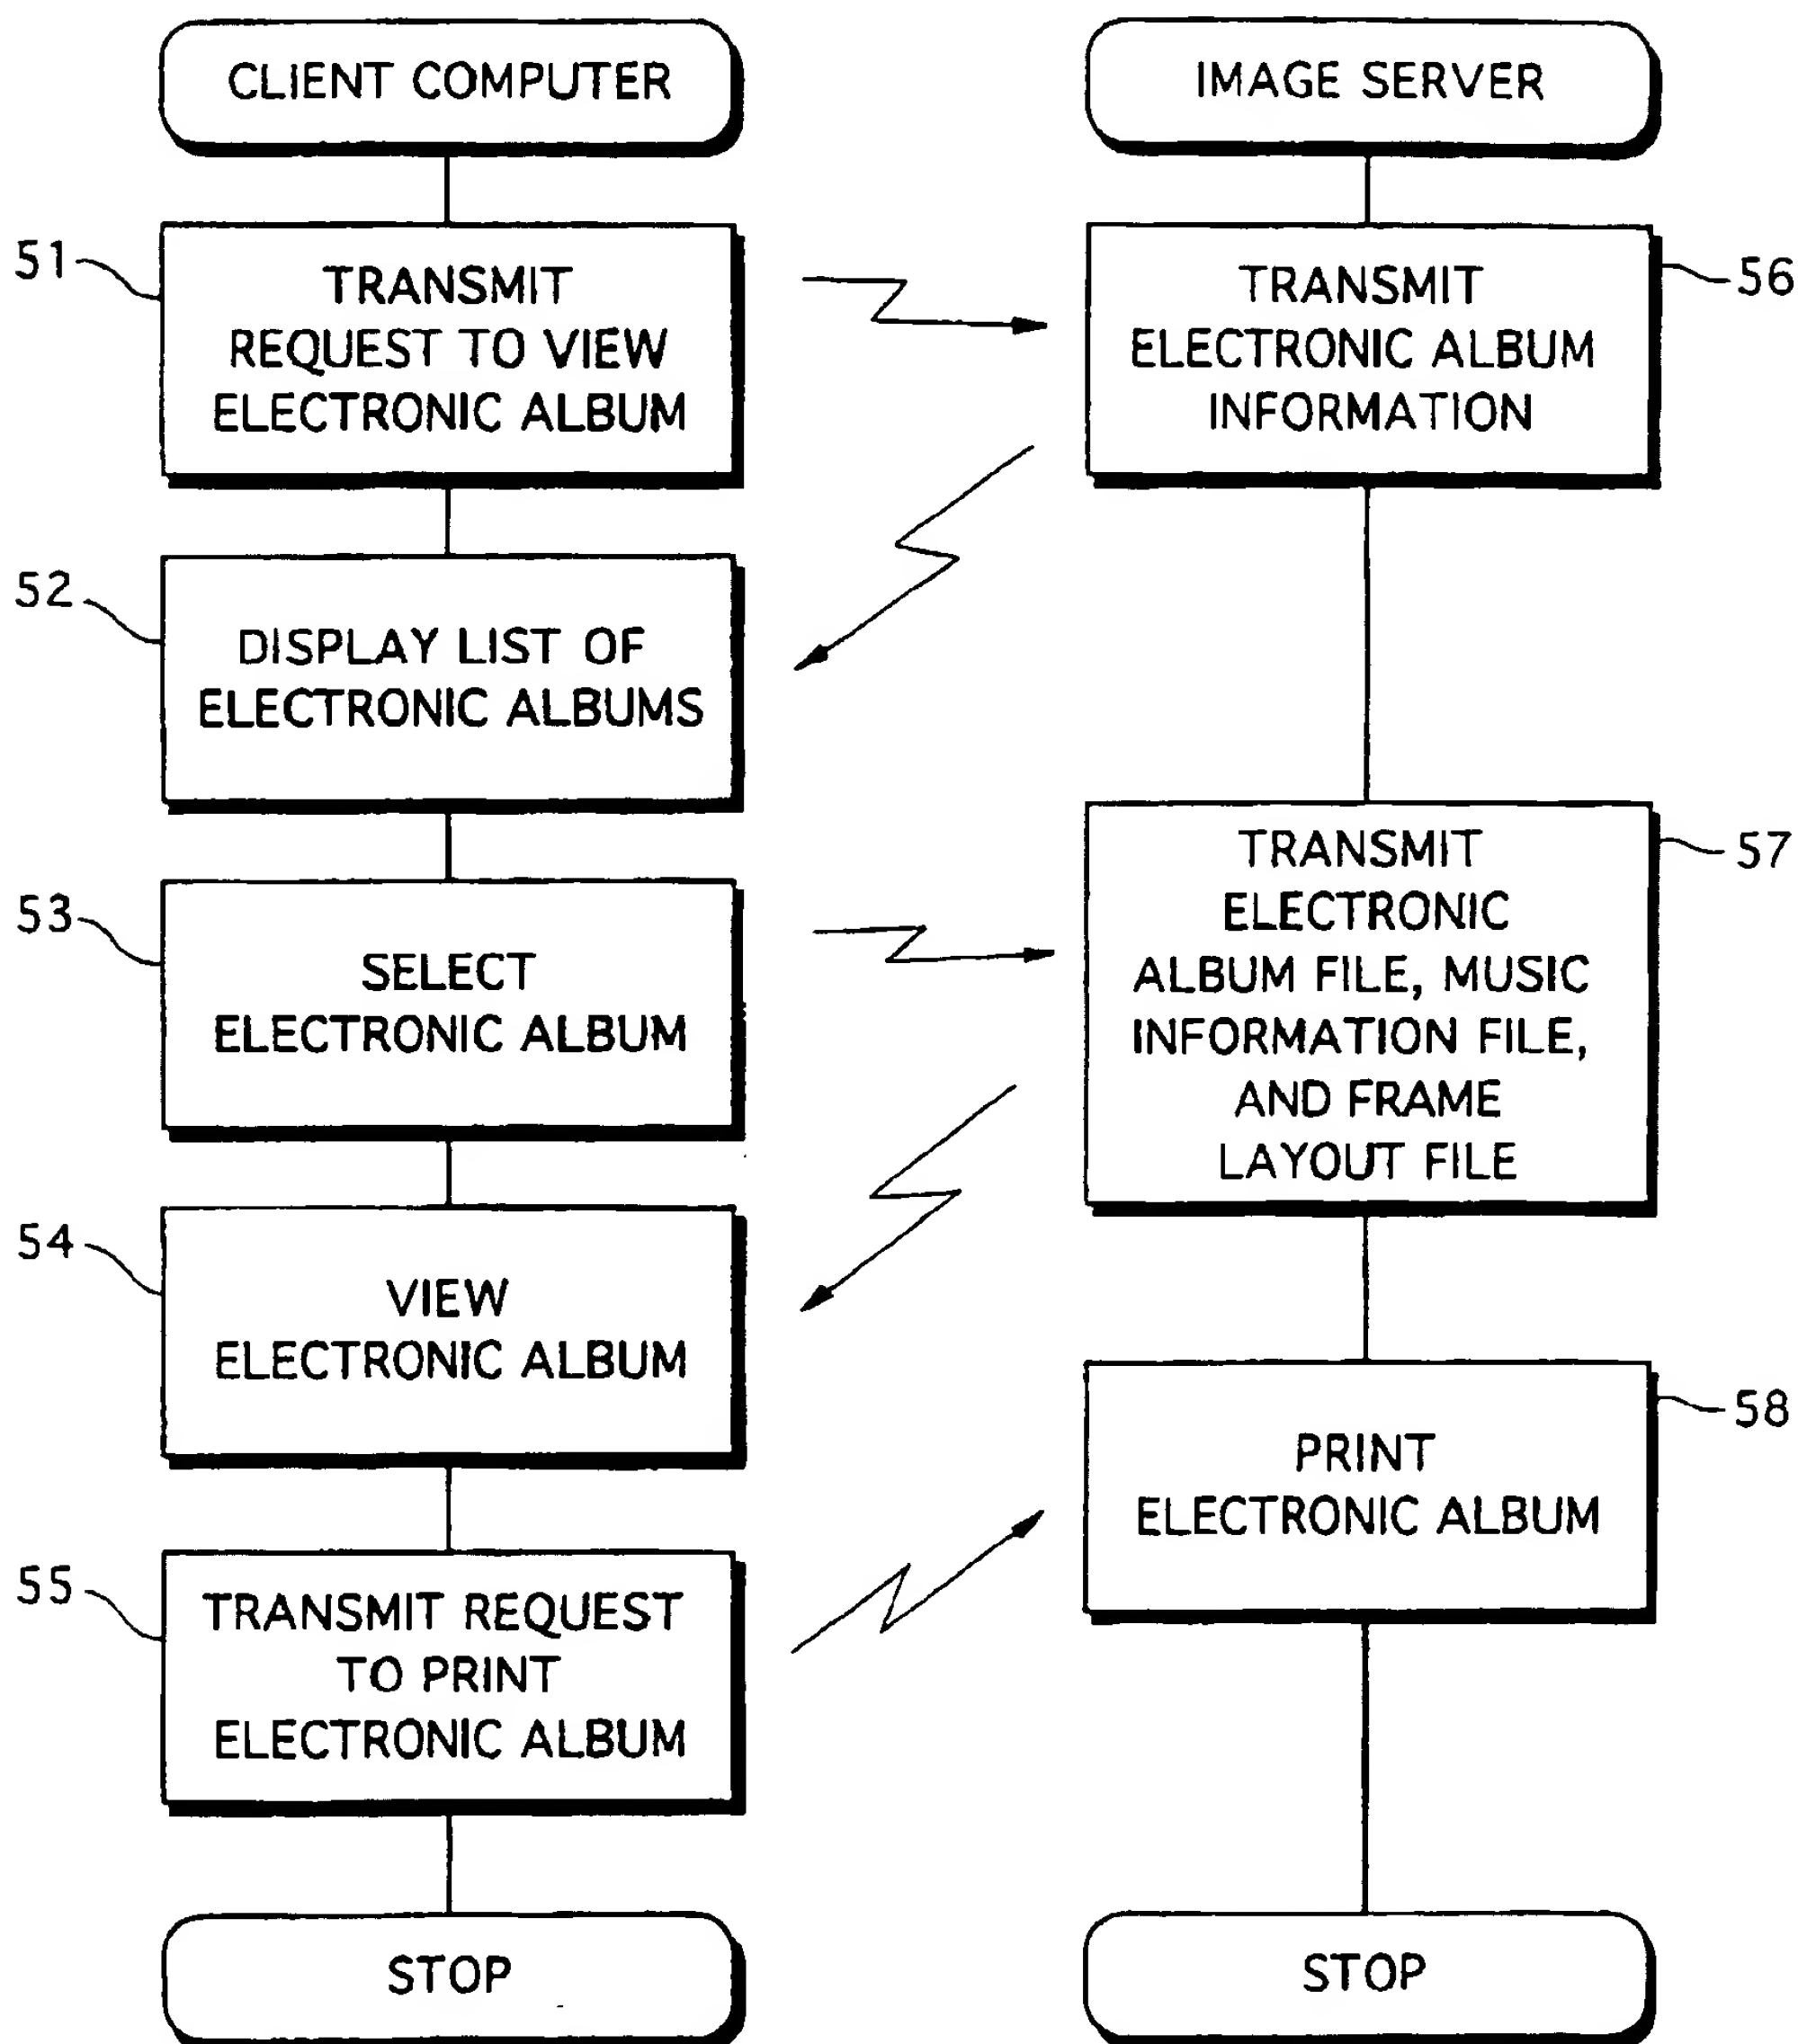 CLIENT COMPUTER
51
TRANSMIT
REQUEST TO VIEW
ELECTRONIC ALBUM
52
DISPLAY LIST OF
ELECTRONIC ALBUMS
53
SELECT
ELECTRONIC ALBUM
54
VIEW
ELECTRONIC ALBUM
55
TRANSMIT REQUEST
TO PRINT
ELECTRONIC ALBUM
STOP
IMAGE SERVER
56
TRANSMIT
ELECTRONIC ALBUM
INFORMATION
57
TRANSMIT
ELECTRONIC
ALBUM FILE, MUSIC
INFORMATION FILE,
AND FRAME
LAYOUT FILE
58
PRINT
ELECTRONIC ALBUM
STOP